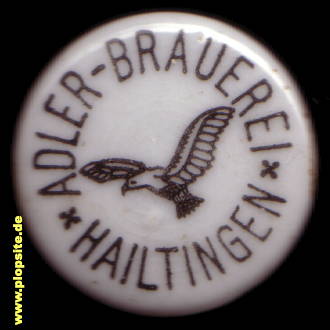 ADLER-BRAUEREI
* HAILTINGEN *
© www.plopsite.de